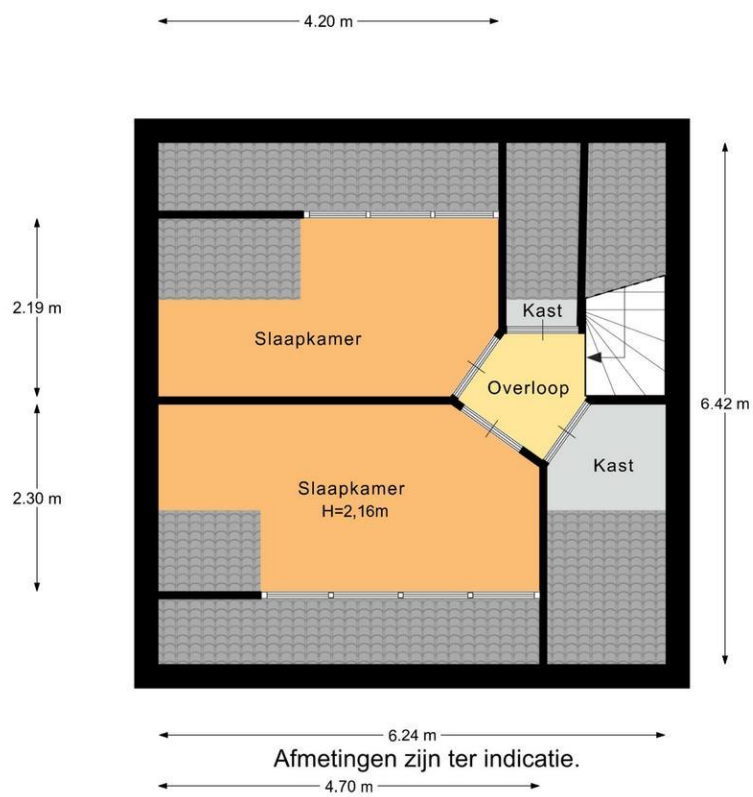 4.20 m
2.19 m
Kast
Slaapkamer
Overloop
6.42 m
Kast
Slaapkamer
H=2,16m
2.30 m
6.24 m
Afmetingen zijn ter indicatie.
4.70 m